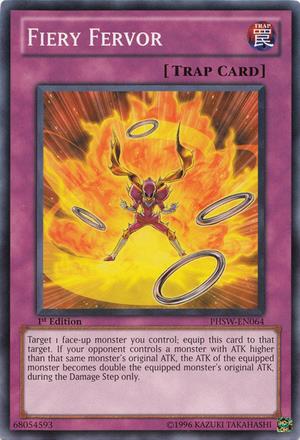 Fiery Fervor
TRAP
罠
[Trap Card]
1st Edition
PHSW-EN064
Target 1 face-up monster you control; equip this card to that
target. If your opponent controls a monster with ATK higher
than that same monster's original ATK, the ATK of the equipped
monster becomes double the equipped monster's original ATK,
during the Damage Step only.
68054593
©1996 KAZUKI TAKAHASHI